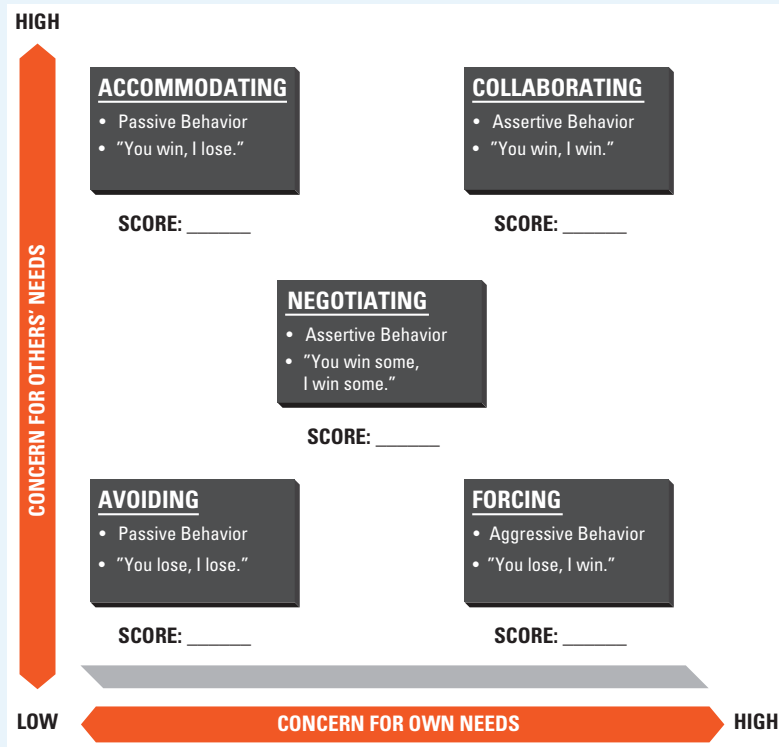 HIGH
ACCOMMODATING
• Passive Behavior
• "You win, I lose."
SCORE: ______
COLLABORATING
• Assertive Behavior
• "You win, I win."
SCORE: ______
CONCERN FOR OTHERS' NEEDS
NEGOTIATING
• Assertive Behavior
• "You win some,
I win some."
SCORE: ______
AVOIDING
• Passive Behavior
• "You lose, I lose."
SCORE: ______
FORCING
• Aggressive Behavior
• "You lose, I win."
SCORE: ______
LOW
CONCERN FOR OWN NEEDS
HIGH